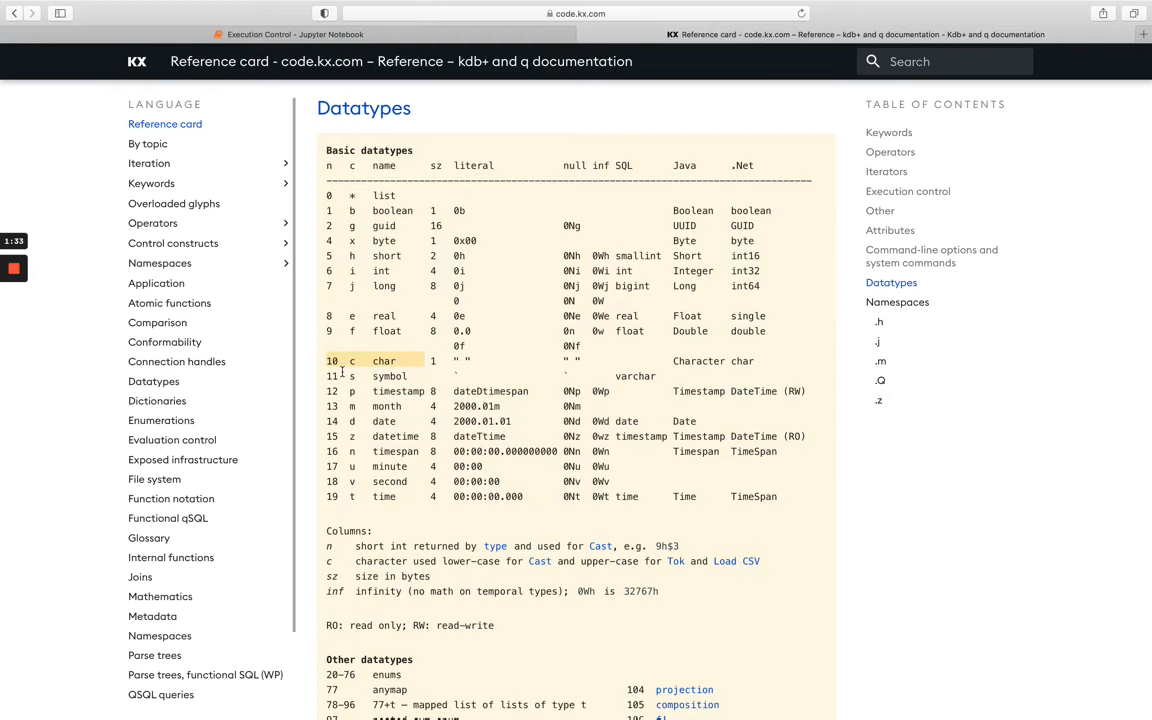 code.kx.com
Execution Control - Jupyter Notebook
KX Reference card - code.kx.com – Reference – kdb+ and q documentation - Kdb+ and q documentation
KX Reference card - code.kx.com – Reference – kdb+ and q documentation
Search
LANGUAGE
Reference card
By topic
Iteration
Keywords
Overloaded glyphs
Operators
Control constructs
Namespaces
Application
Atomic functions
Comparison
Conformability
Connection handles
Datatypes
Dictionaries
Enumerations
Evaluation control
Exposed infrastructure
File system
Function notation
Functional qSQL
Glossary
Internal functions
Joins
Mathematics
Metadata
Namespaces
Parse trees
Parse trees, functional SQL (WP)
QSQL queries
1:33
Datatypes
Basic datatypes
n c name sz literal null inf SQL Java .Net
--------------------------------------------------------------------------------
0 * list
1 b boolean 1 0b Boolean boolean
2 g guid 16 0Ng UUID GUID
4 x byte 1 0x00 Byte byte
5 h short 2 0h 0Nh 0Wh smallint Short int16
6 i int 4 0i 0Ni 0Wi int Integer int32
7 j long 8 0j 0Nj 0Wj bigint Long int64
0 0N 0W
8 e real 4 0e 0Ne 0We real Float single
9 f float 8 0.0 0n 0w float Double double
0f 0Nf
10 c char 1 " " " " Character char
11 s symbol ` ` varchar
12 p timestamp 8 dateDtimespan 0Np 0Wp Timestamp DateTime (RW)
13 m month 4 2000.01m 0Nm
14 d date 4 2000.01.01 0Nd 0Wd date Date
15 z datetime 8 dateTtime 0Nz 0wz timestamp Timestamp DateTime (RO)
16 n timespan 8 00:00:00.000000000 0Nn 0Wn Timespan TimeSpan
17 u minute 4 00:00 0Nu 0Wu
18 v second 4 00:00:00 0Nv 0Wv
19 t time 4 00:00:00.000 0Nt 0Wt time Time TimeSpan
Columns:
n short int returned by type and used for Cast, e.g. 9h$3
c character used lower-case for Cast and upper-case for Tok and Load CSV
sz size in bytes
inf infinity (no math on temporal types); 0Wh is 32767h
RO: read only; RW: read-write
Other datatypes
20-76 enums
77 anymap 104 projection
78-96 77+t – mapped list of lists of type t 105 composition
TABLE OF CONTENTS
Keywords
Operators
Iterators
Execution control
Other
Attributes
Command-line options and
system commands
Datatypes
Namespaces
.h
.j
.m
.Q
.z